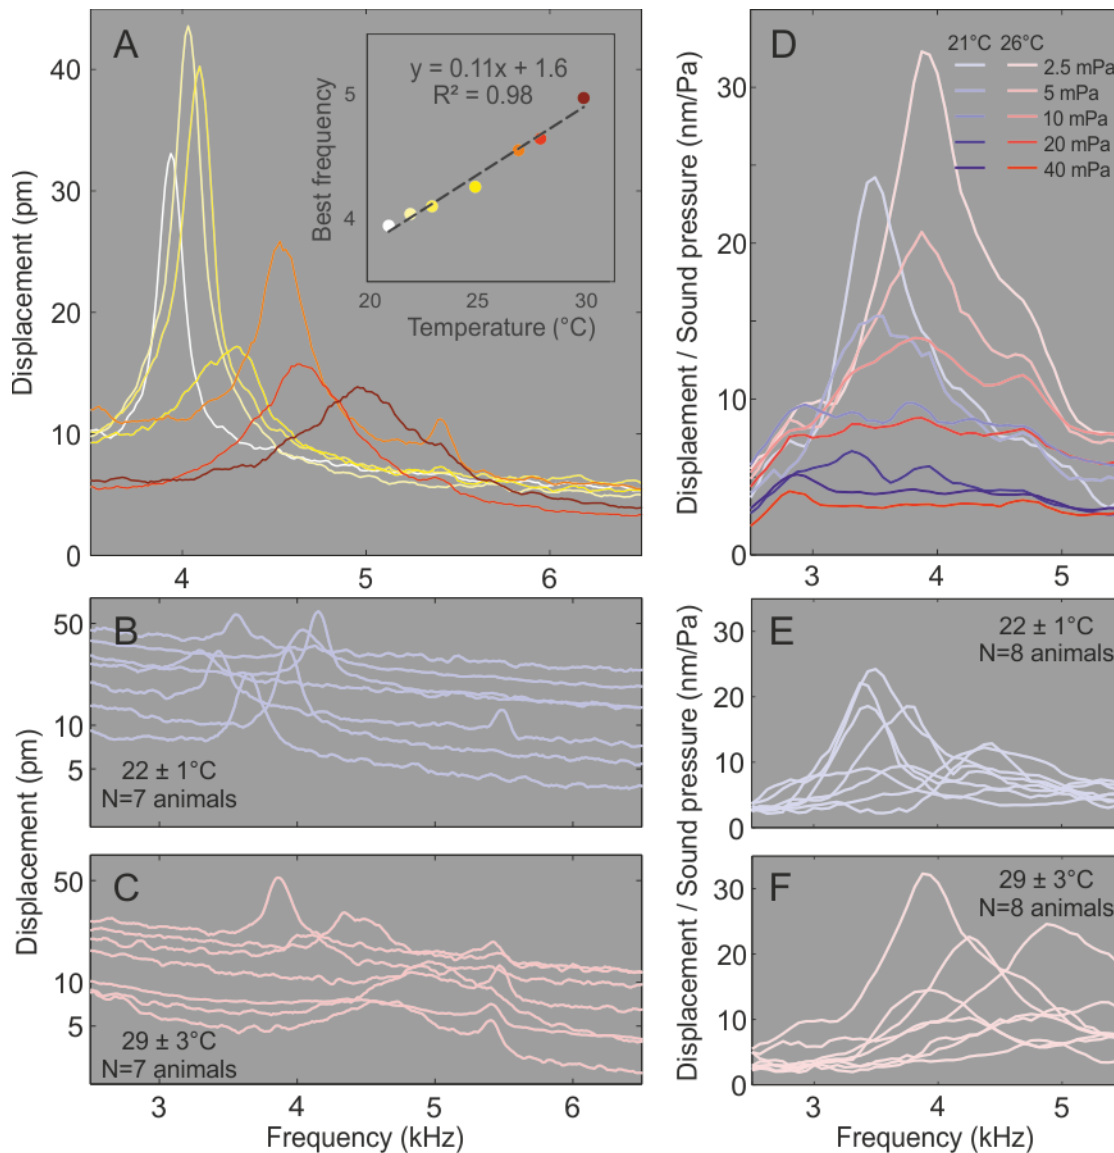 A
y = 0.11x + 1.6
R² = 0.98
Best frequency
5
4
20 25 30
Temperature (°C)
Displacement (pm)
40
30
20
10
0
4 5 6
B
50
10
5
22 ± 1°C
N=7 animals
C
50
10
5
29 ± 3°C
N=7 animals
Displacement (pm)
3 4 5 6
Frequency (kHz)
D
21°C 26°C
2.5 mPa
5 mPa
10 mPa
20 mPa
40 mPa
Displaement / Sound pressure (nm/Pa)
30
20
10
0
3 4 5
E
22 ± 1°C
N=8 animals
30
20
10
0
F
29 ± 3°C
N=8 animals
30
20
10
0
Displacement / Sound pressure (nm/Pa)
3 4 5
Frequency (kHz)